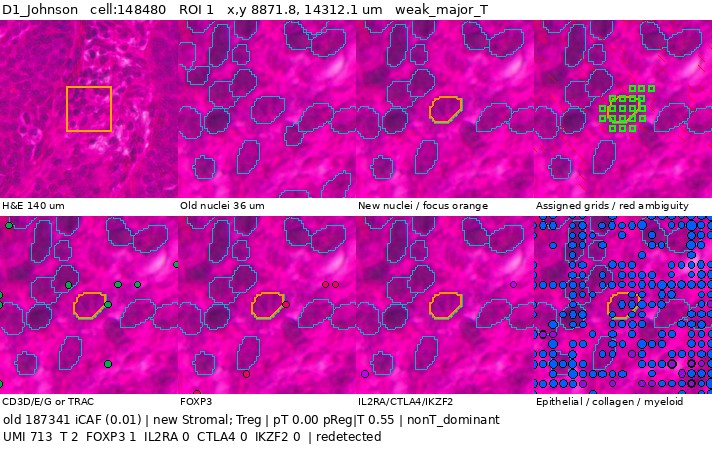 D1_Johnson cell:148480 ROI 1 x,y 8871.8, 14312.1 um weak_major_T
H&E 140 um
Old nuclei 36 um
New nuclei / focus orange
Assigned grids / red ambiguity
CD3D/E/G or TRAC
FOXP3
IL2RA/CTLA4/IKZF2
Epithelial / collagen / myeloid
old 187341 iCAF (0.01) | new Stromal; Treg | pT 0.00 pReg|T 0.55 | nonT_dominant
UMI 713 T 2 FOXP3 1 IL2RA 0 CTLA4 0 IKZF2 0 | redetected